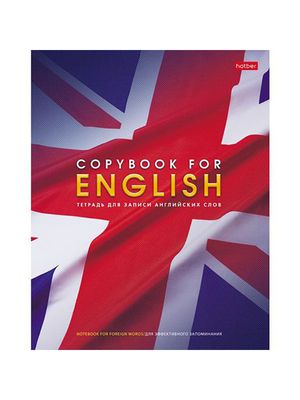 hatber
COPYBOOK FOR
ENGLISH
ТЕТРАДЬ ДЛЯ ЗАПИСИ АНГЛИЙСКИХ СЛОВ
NOTEBOOK FOR FOREIGN WORDS/ДЛЯ ЭФФЕКТИВНОГО ЗАПОМИНАНИЯ